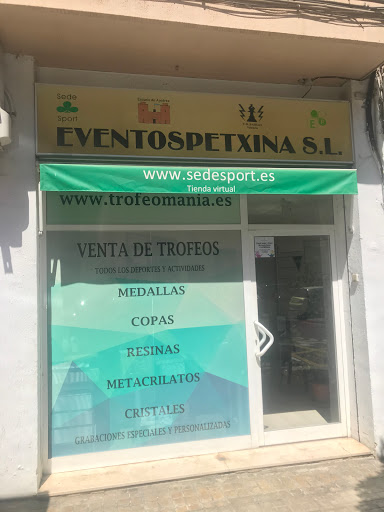 Sede
Sport
EVENTOSPETXINA S.L.
www.sedesport.es
Tienda virtual
www.trofeomania.es
VENTA DE TROFEOS
TODOS LOS DEPORTES Y ACTIVIDADES
MEDALLAS
COPAS
RESINAS
METACRILATOS
CRISTALES
GRABACIONES ESPECIALES Y PERSONALIZADAS